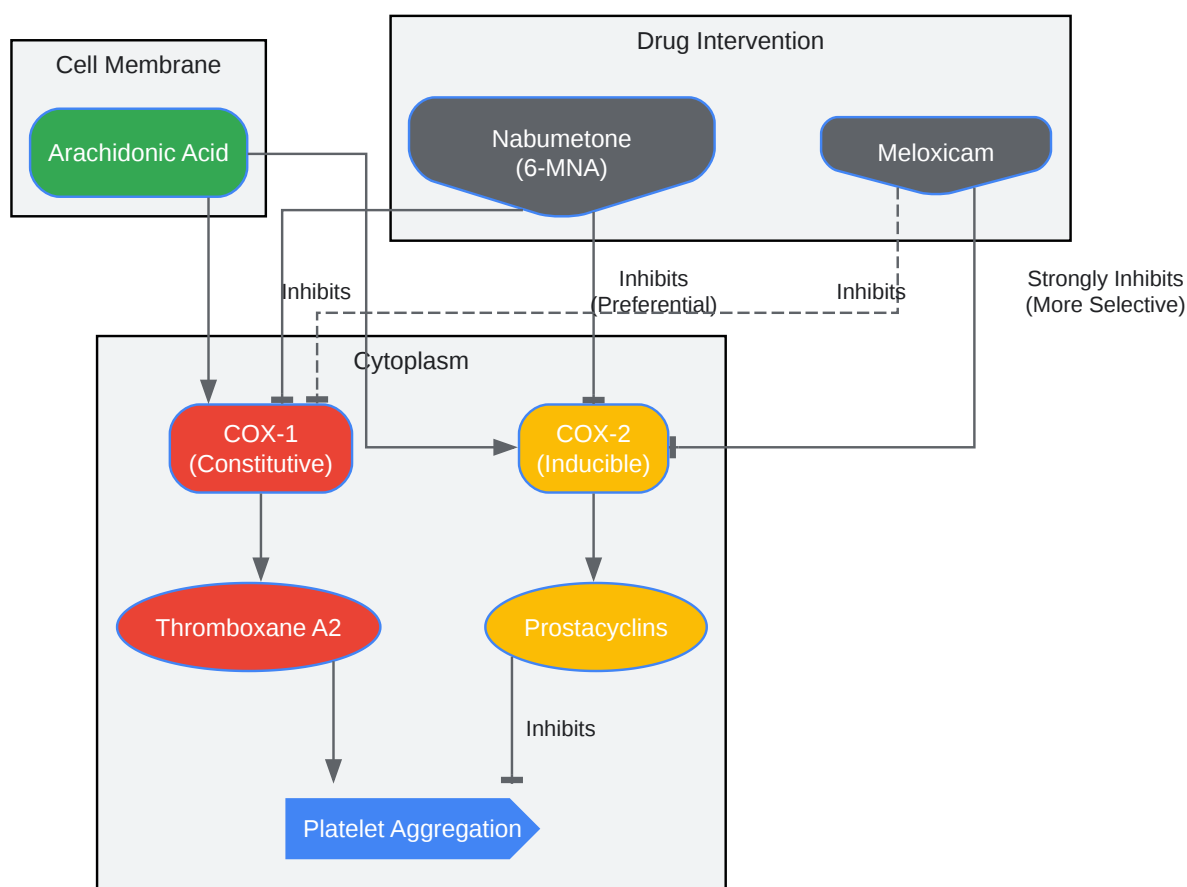 Drug Intervention
Cell Membrane
Nabumetone
(6-MNA)
Arachidonic Acid
Meloxicam
Inhibits
Inhibits
(Preferential)
Inhibits
Strongly Inhibits
(More Selective)
Cytoplasm
COX-1
(Constitutive)
COX-2
(Inducible)
Thromboxane A2
Prostacyclins
Inhibits
Platelet Aggregation